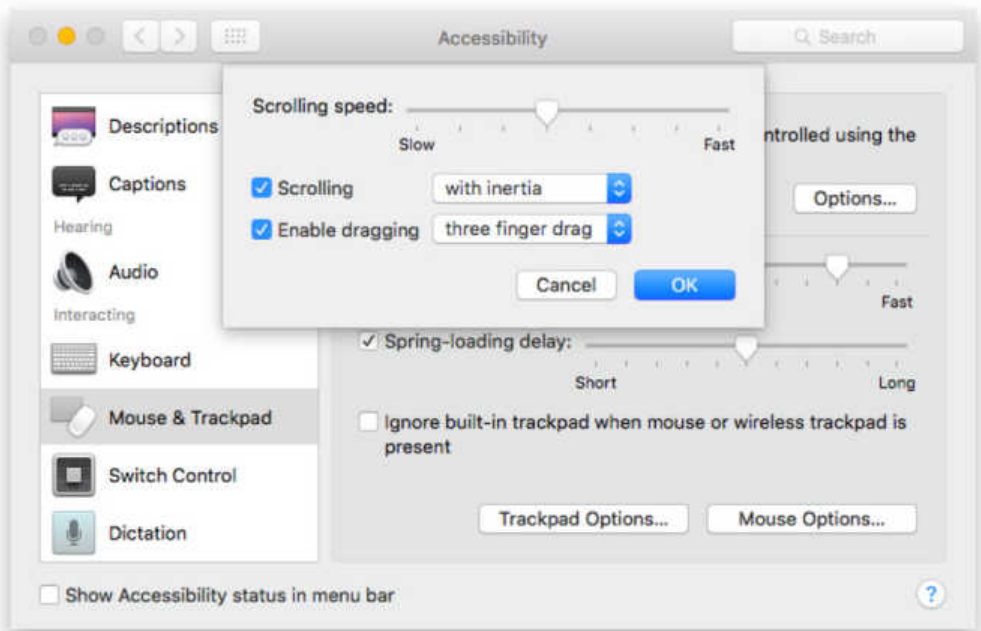 Accessibility
Search
Descriptions
Captions
Hearing
Audio
Interacting
Keyboard
Mouse & Trackpad
Switch Control
Dictation
Scrolling speed:
Slow
Fast
Scrolling
with inertia
Enable dragging
three finger drag
Cancel
OK
ntrolled using the
Options...
Fast
Spring-loading delay:
Short
Long
Ignore built-in trackpad when mouse or wireless trackpad is
present
Trackpad Options...
Mouse Options...
Show Accessibility status in menu bar
?